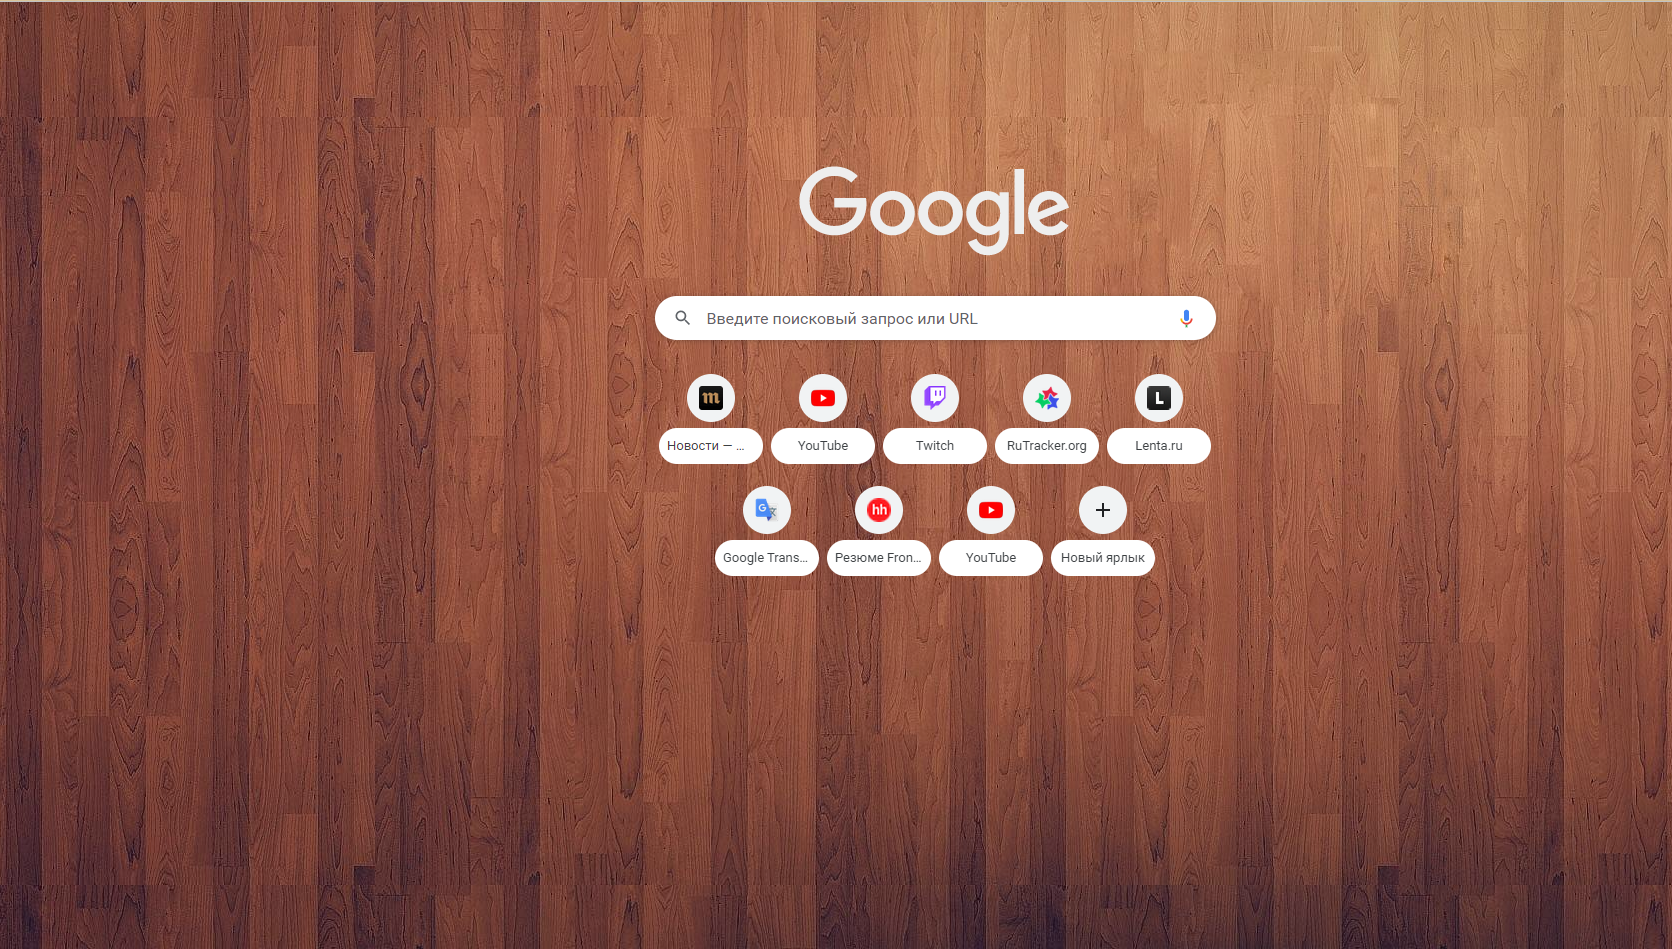 Google
Введите поисковый запрос или URL
m
L
Новости — ...
YouTube
Twitch
RuTracker.org
Lenta.ru
G
hh
Google Trans...
Резюме Fron...
YouTube
Новый ярлык